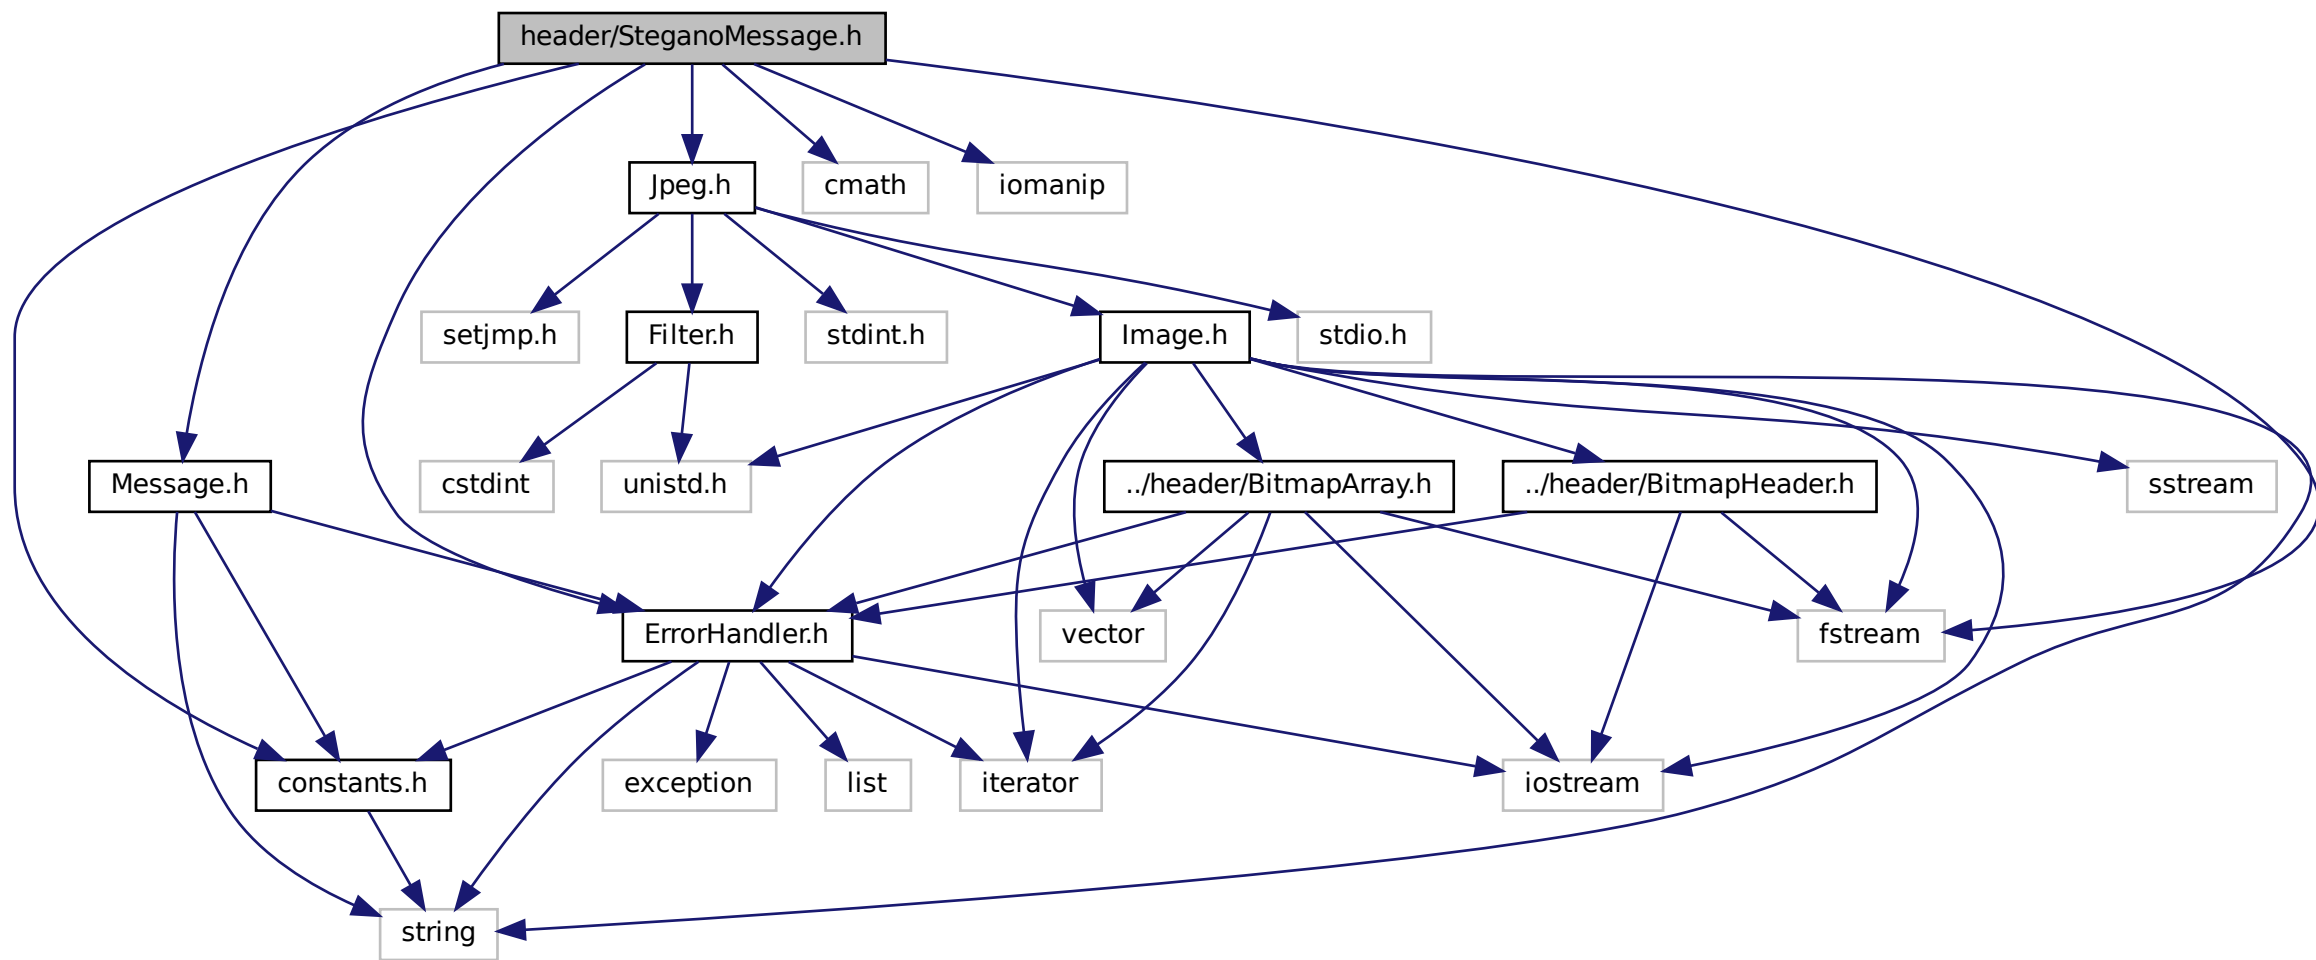 header/SteganoMessage.h
Jpeg.h
cmath
iomanip
setjmp.h
Filter.h
stdint.h
Image.h
stdio.h
Message.h
cstdint
unistd.h
../header/BitmapArray.h
../header/BitmapHeader.h
sstream
ErrorHandler.h
vector
fstream
constants.h
exception
list
iterator
iostream
string